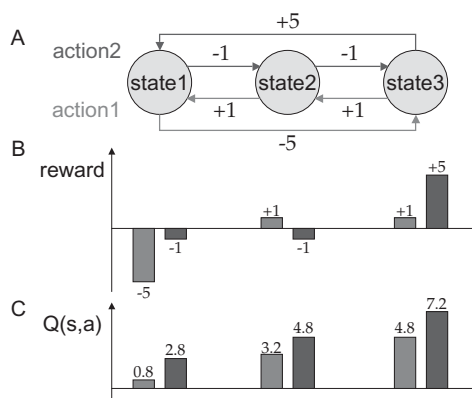 A
+5
action2
-1
-1
state1
state2
state3
action1
+1
+1
-5
B
reward
+5
+1
+1
-1
-1
-5
C
Q(s,a)
7.2
4.8
4.8
3.2
2.8
0.8